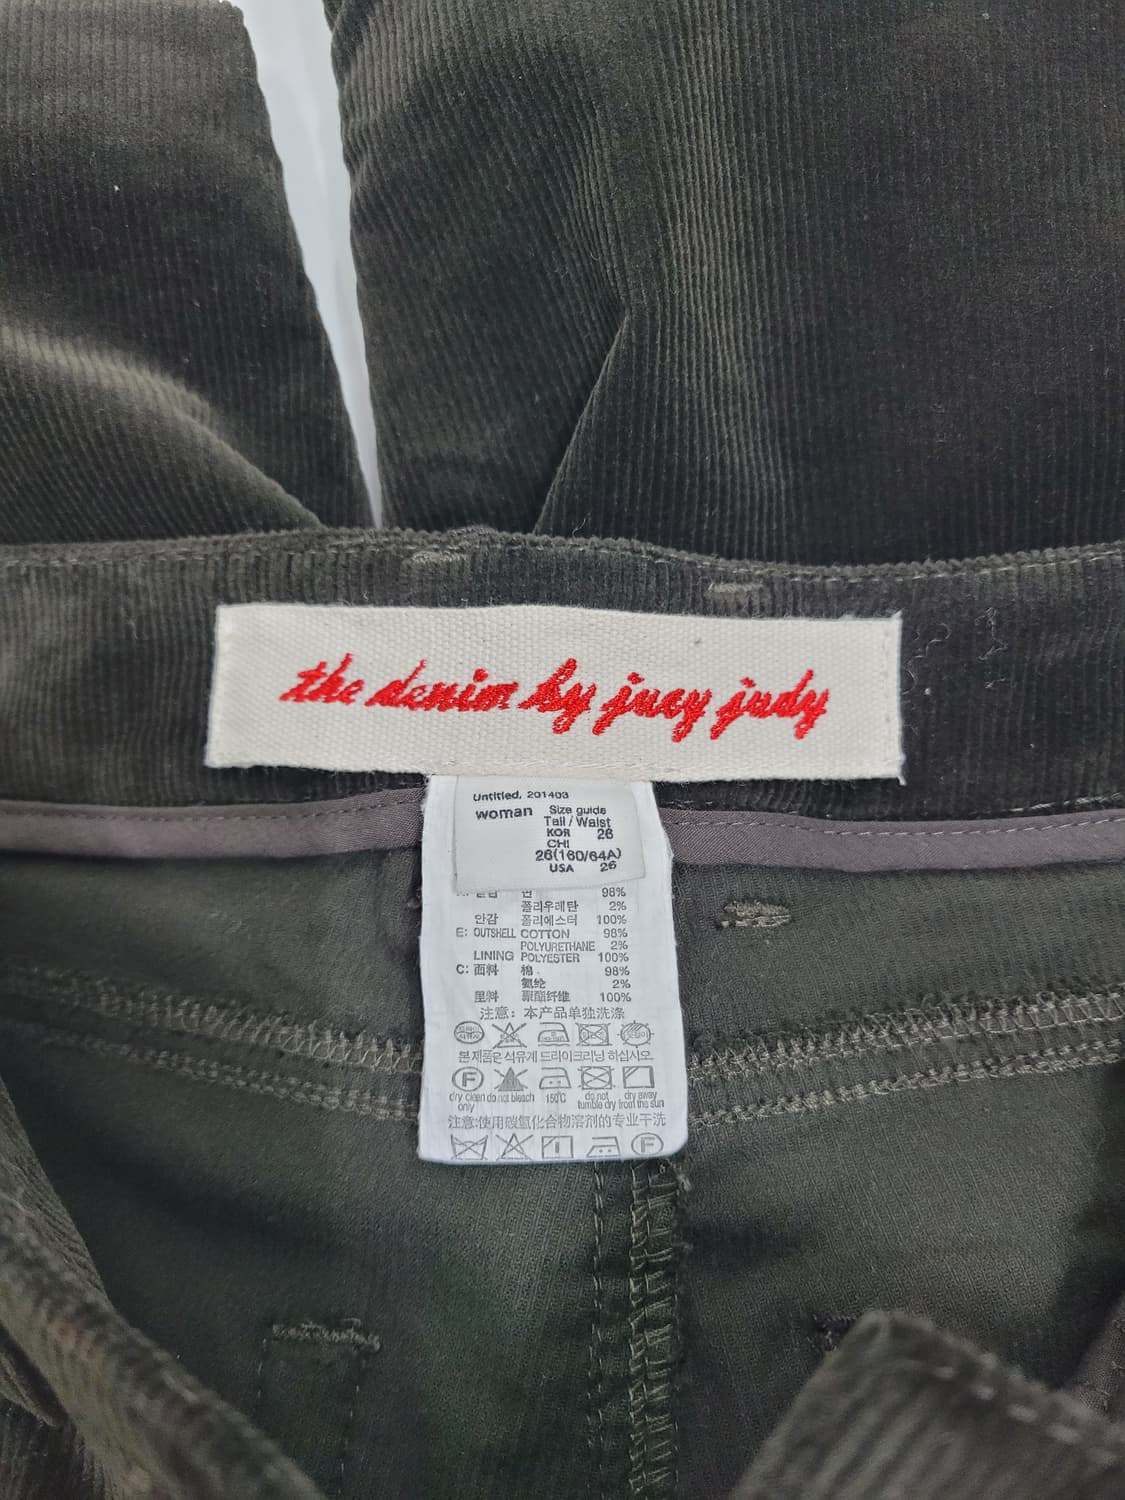 the denim by jucy judy
Untitled, 201403
woman Size guide
Tall / Waist
KOR 26
CHI
26(160/64A)
USA 26
면 98%
폴리우레탄 2%
안감 폴리에스터 100%
E: OUTSHELL COTTON 98%
POLYURETHANE 2%
LINING POLYESTER 100%
C: 面料 棉 98%
氨纶 2%
里料 聚酯纤维 100%
注意: 本产品单独洗涤
본 제품은 석유계 드라이크리닝 하십시오.
F
dry clean only do not bleach 150℃ do not tumble dry dry away from the sun
注意:使用碳氢化合物溶剂的专业干洗
F